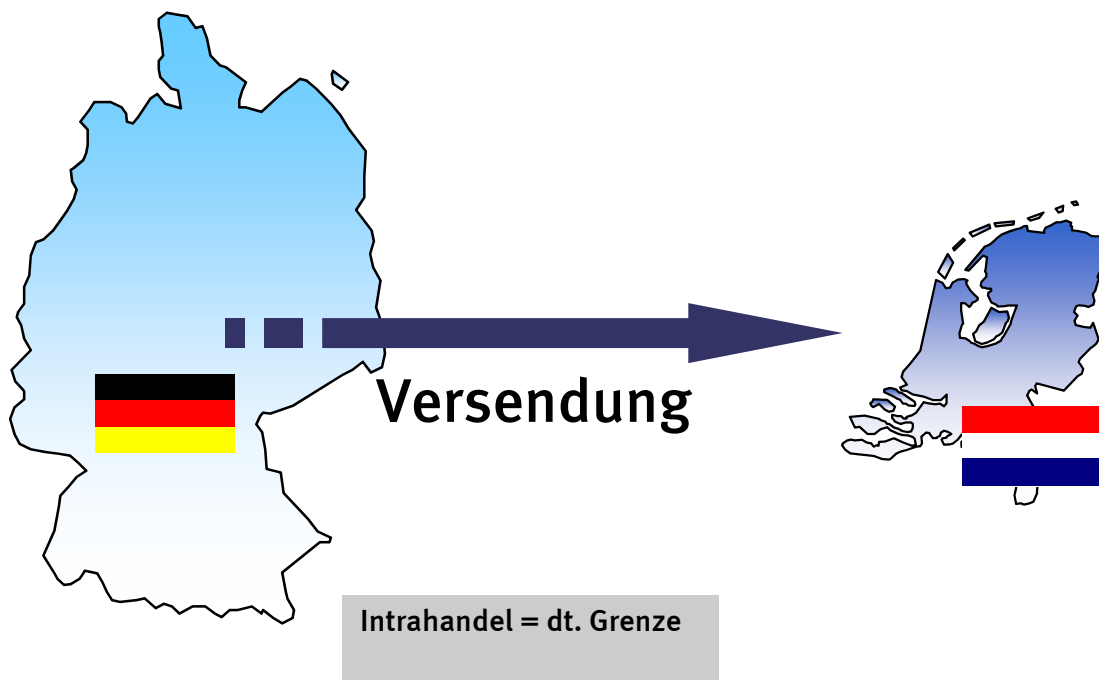 Versendung
Intrahandel = dt. Grenze